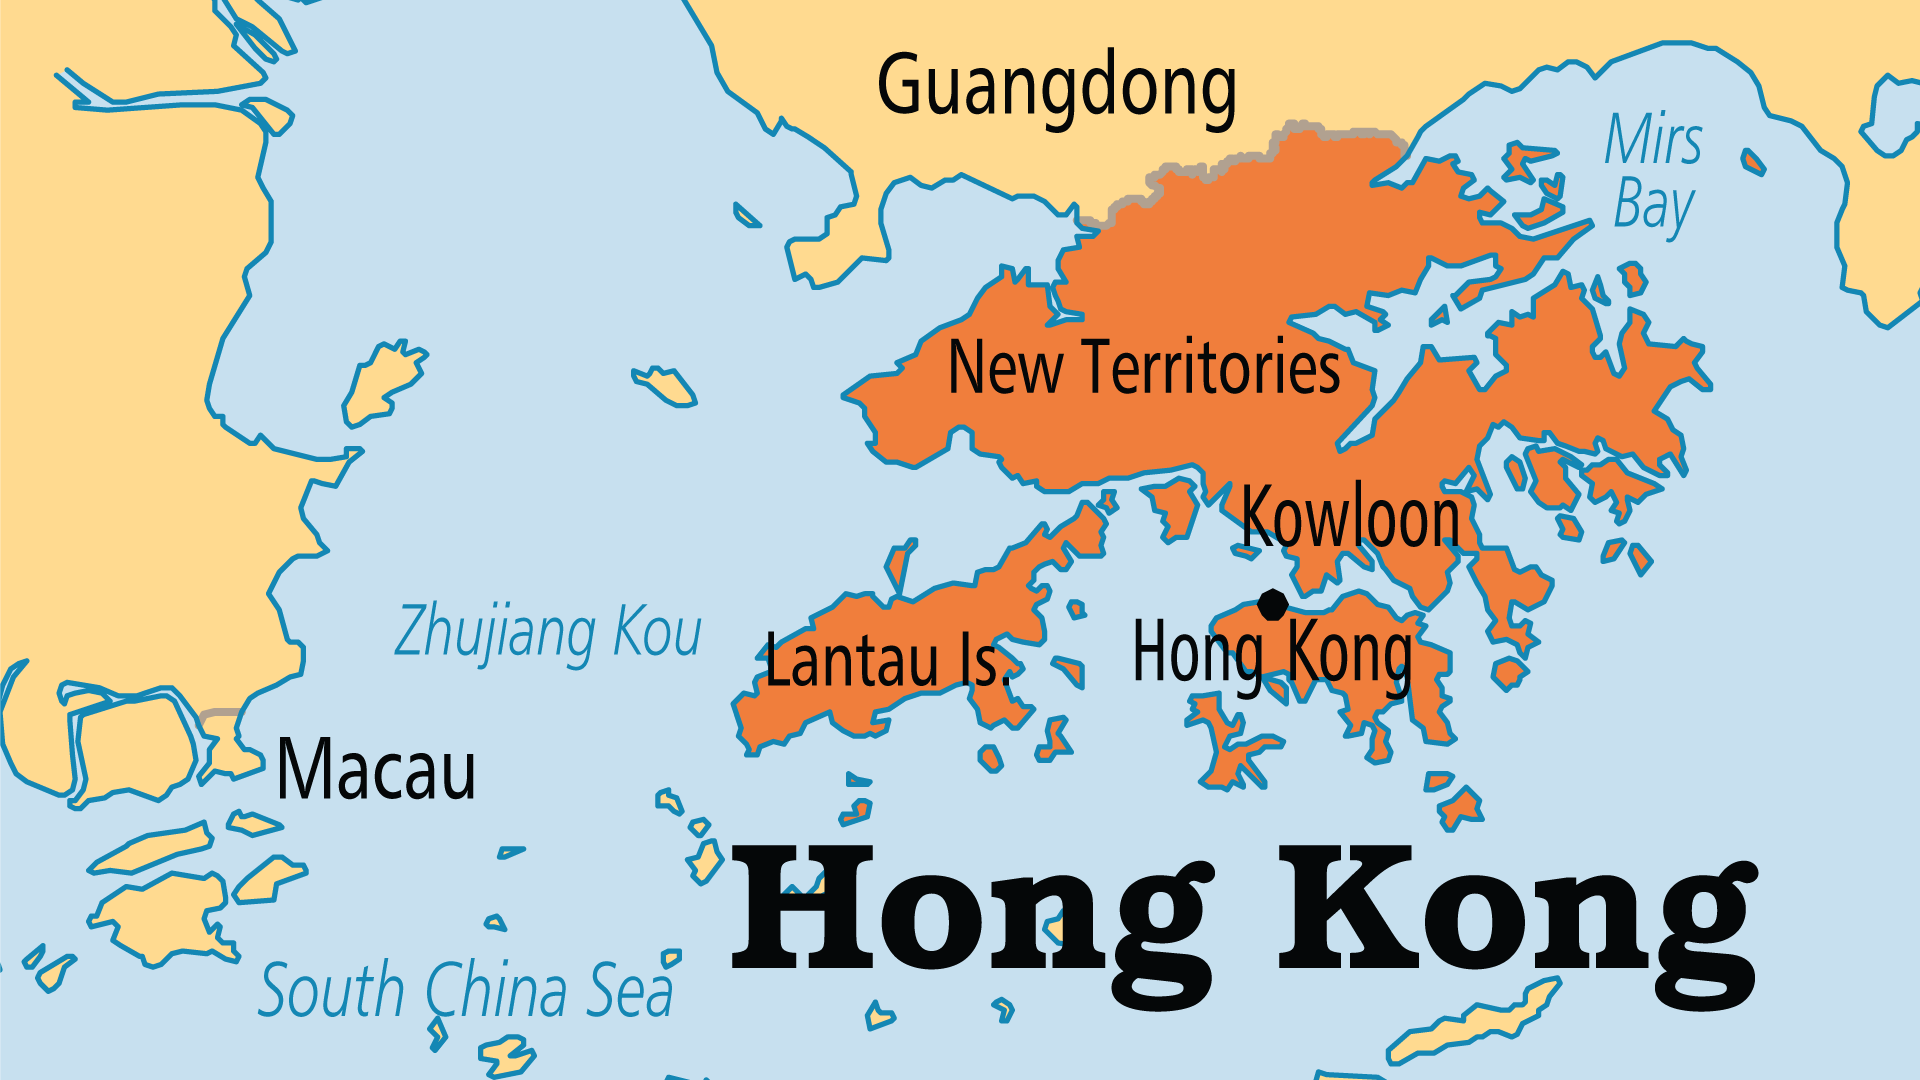 Guangdong
Mirs
Bay
New Territories
Kowloon
Zhujiang Kou
Lantau Is.
Hong Kong
Macau
Hong Kong
South China Sea